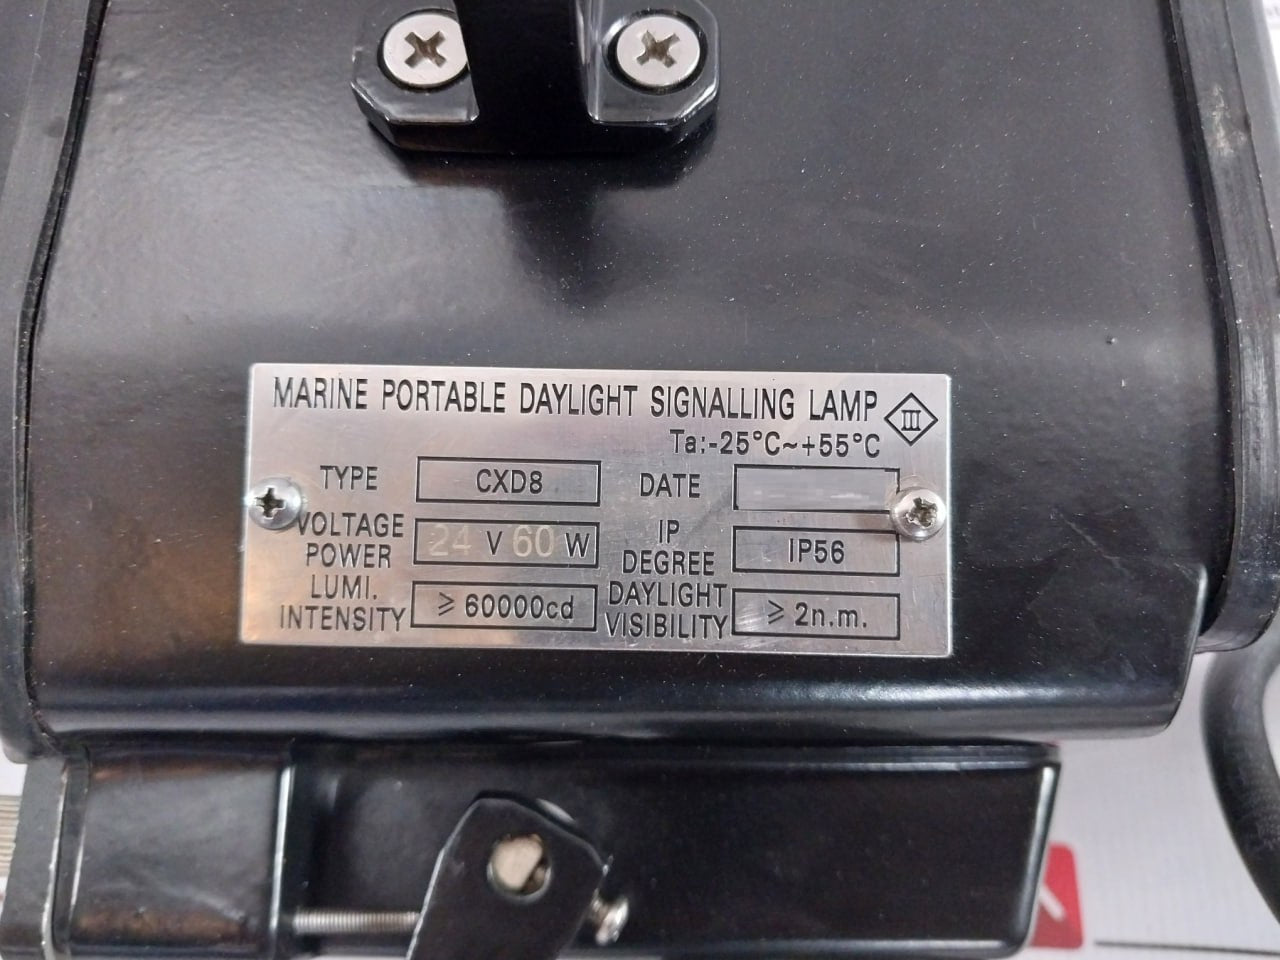 MARINE PORTABLE DAYLIGHT SIGNALLING LAMP III
Ta:-25°C~+55°C
TYPE CXD8 DATE
VOLTAGE POWER 24 V 60 W IP DEGREE IP56
LUMI. INTENSITY ≥ 60000cd DAYLIGHT VISIBILITY ≥ 2n.m.